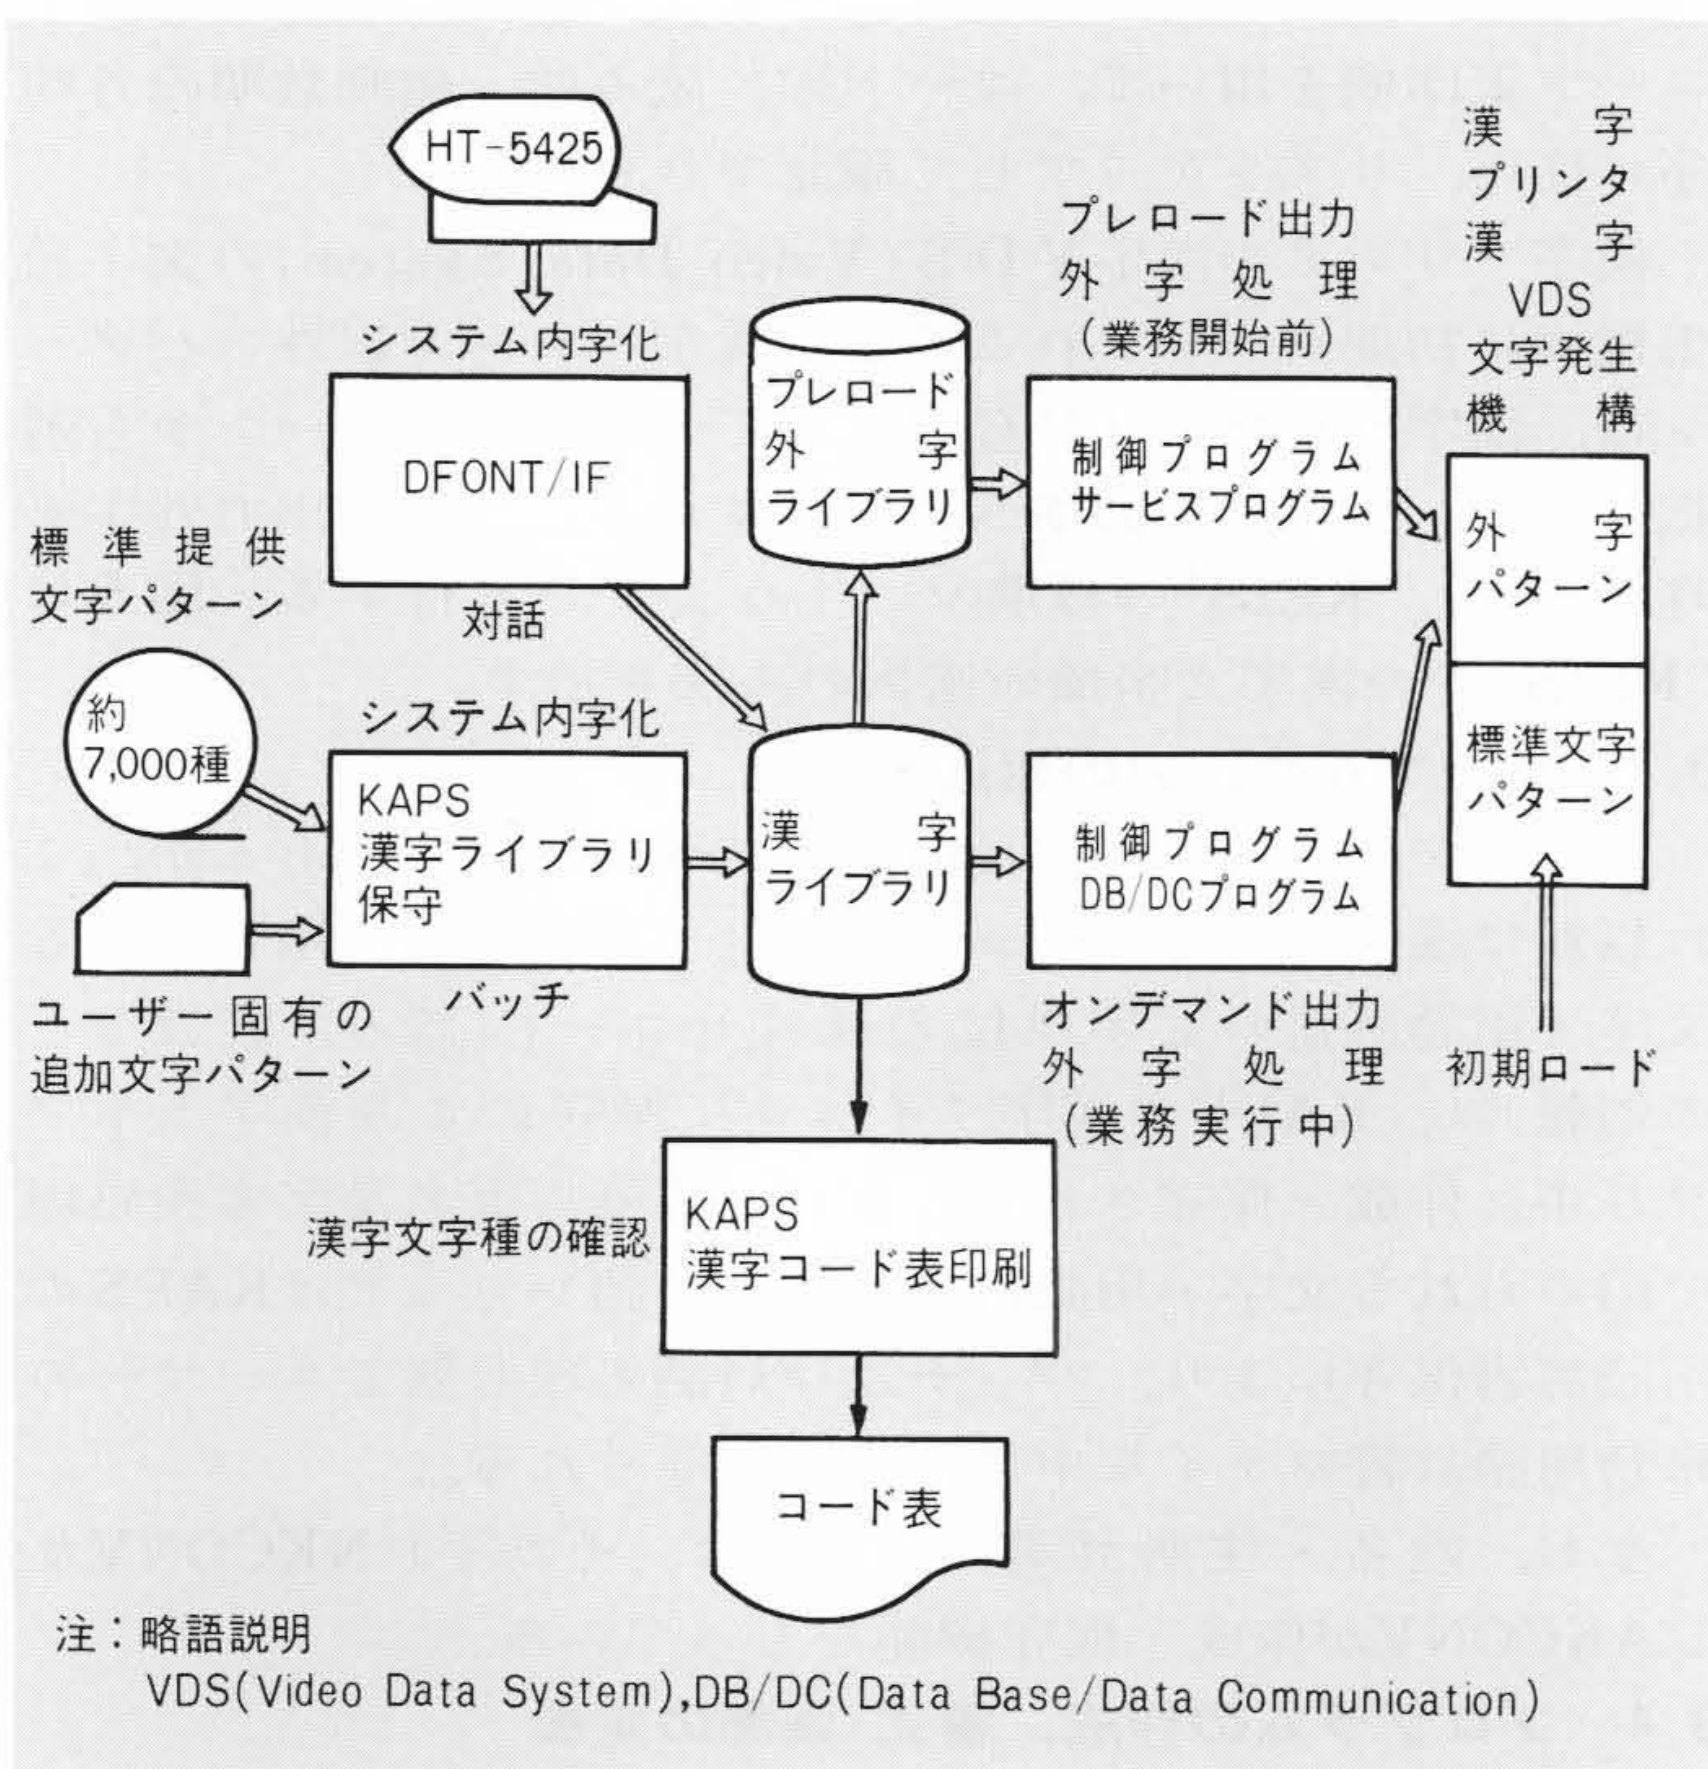 HT-5425
システム内字化
DFONT/IF
対話
標準提供
文字パターン
約
7,000種
システム内字化
KAPS
漢字ライブラリ
保守
バッチ
ユーザー固有の
追加文字パターン
プレロード
外字
ライブラリ
漢字
ライブラリ
プレロード出力
外字処理
(業務開始前)
制御プログラム
サービスプログラム
制御プログラム
DB/DCプログラム
オンデマンド出力
外字処理
(業務実行中)
漢字
プリンタ
漢字
VDS
文字発生
機構
外字
パターン
標準文字
パターン
初期ロード
漢字文字種の確認
KAPS
漢字コード表印刷
コード表
注:略語説明
VDS(Video Data System),DB/DC(Data Base/Data Communication)